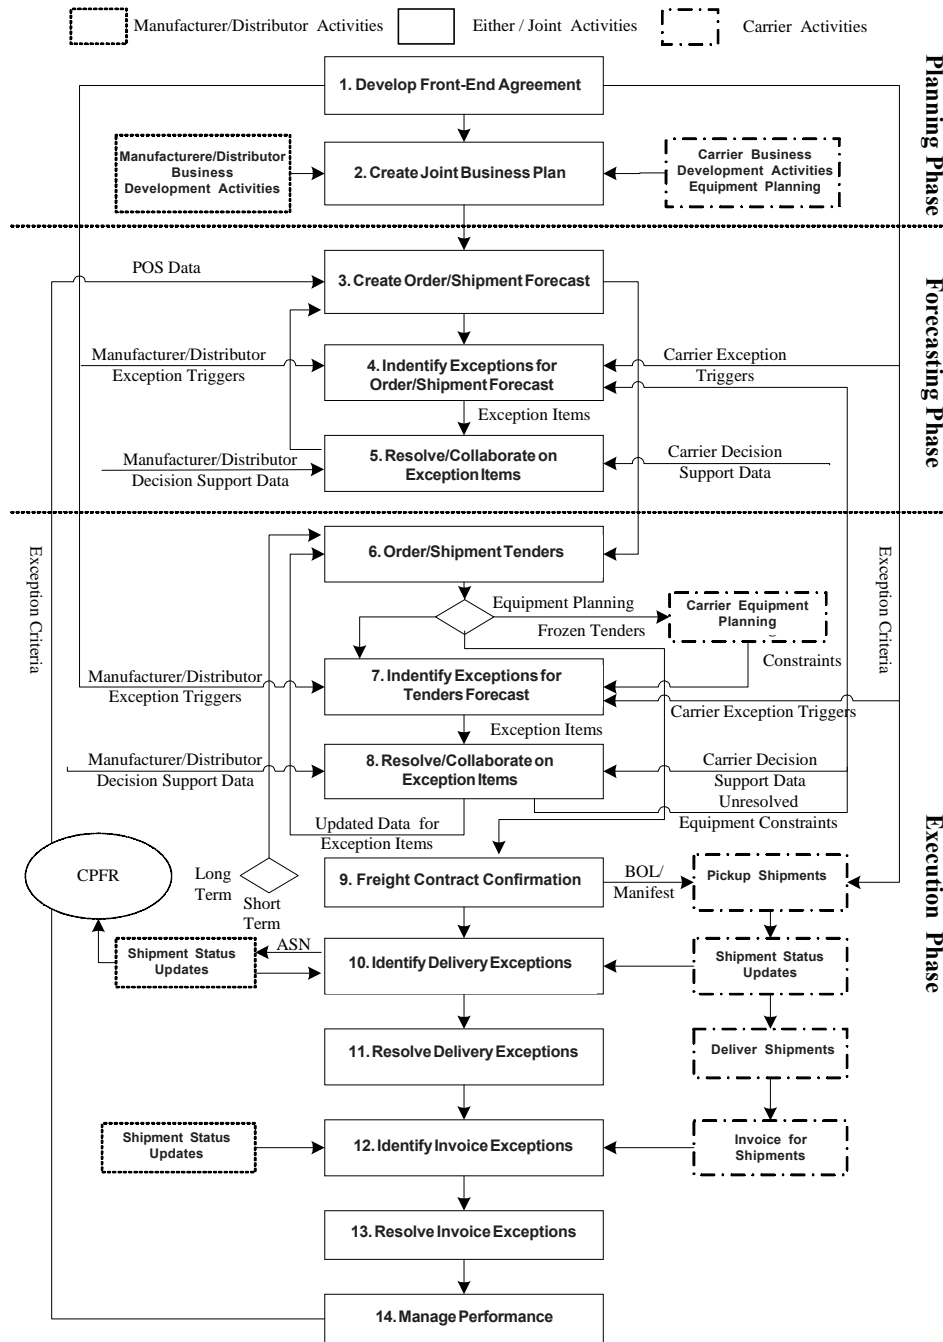 Manufacturer/Distributor Activities
Either / Joint Activities
Carrier Activities
Planning Phase
1. Develop Front-End Agreement
Manufacturere/Distributor
Business
Development Activities
2. Create Joint Business Plan
Carrier Business
Development Activities
Equipment Planning
Forecasting Phase
POS Data
3. Create Order/Shipment Forecast
Manufacturer/Distributor
Exception Triggers
4. Indentify Exceptions for
Order/Shipment Forecast
Carrier Exception
Triggers
Exception Items
Manufacturer/Distributor
Decision Support Data
5. Resolve/Collaborate on
Exception Items
Carrier Decision
Support Data
Execution Phase
Exception Criteria
Exception Criteria
6. Order/Shipment Tenders
Equipment Planning
Frozen Tenders
Carrier Equipment
Planning
Constraints
Manufacturer/Distributor
Exception Triggers
7. Indentify Exceptions for
Tenders Forecast
Carrier Exception Triggers
Exception Items
Manufacturer/Distributor
Decision Support Data
8. Resolve/Collaborate on
Exception Items
Carrier Decision
Support Data
Unresolved
Equipment Constraints
Updated Data for
Exception Items
CPFR
Long
Term
Short
Term
9. Freight Contract Confirmation
BOL/
Manifest
Pickup Shipments
ASN
Shipment Status
Updates
10. Identify Delivery Exceptions
Shipment Status
Updates
11. Resolve Delivery Exceptions
Deliver Shipments
Shipment Status
Updates
12. Identify Invoice Exceptions
Invoice for
Shipments
13. Resolve Invoice Exceptions
14. Manage Performance